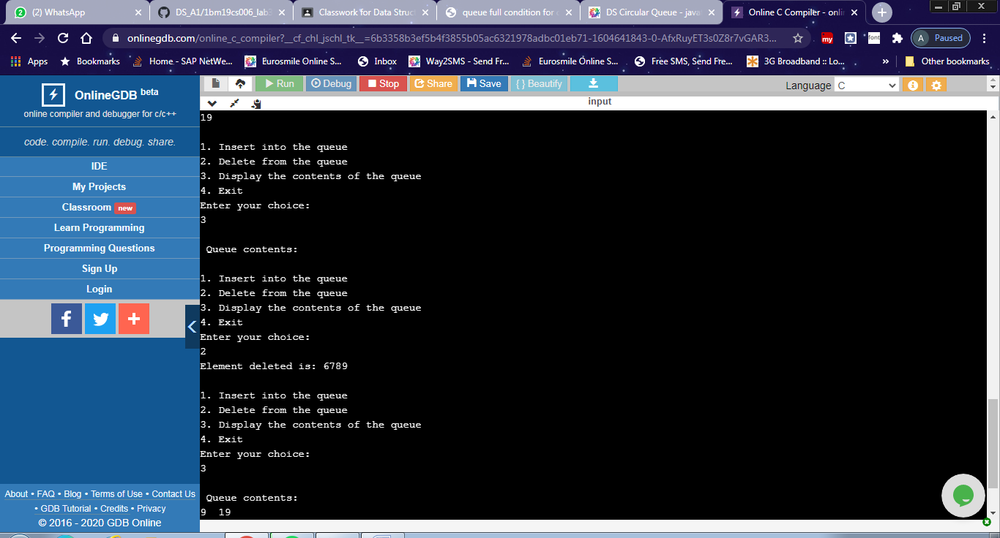 (2) WhatsApp
DS_A1/1bm19cs006_lab
Classwork for Data Struc
queue full condition for
DS Circular Queue - java
Online C Compiler - onli
onlinegdb.com/online_c_compiler?__cf_chl_jschl_tk__=6b3358b3ef5b4f3855b05ac6321978adbc01eb71-1604641843-0-AfxRuyET3s0Z8r7vGAR3...
my
font
A Paused
Apps
Bookmarks
Home - SAP NetWe...
Eurosmile Online S...
Inbox
Way2SMS - Send Fr...
Eurosmile Online S...
Free SMS, Send Fre...
3G Broadband :: Lo...
»
Other bookmarks
OnlineGDB beta
online compiler and debugger for c/c++
code. compile. run. debug. share.
IDE
My Projects
Classroom new
Learn Programming
Programming Questions
Sign Up
Login
About • FAQ • Blog • Terms of Use • Contact Us
• GDB Tutorial • Credits • Privacy
© 2016 - 2020 GDB Online
Run
Debug
Stop
Share
Save
{ } Beautify
Language C
input
19
1. Insert into the queue
2. Delete from the queue
3. Display the contents of the queue
4. Exit
Enter your choice:
3
Queue contents:
1. Insert into the queue
2. Delete from the queue
3. Display the contents of the queue
4. Exit
Enter your choice:
2
Element deleted is: 6789
1. Insert into the queue
2. Delete from the queue
3. Display the contents of the queue
4. Exit
Enter your choice:
3
Queue contents:
9 19